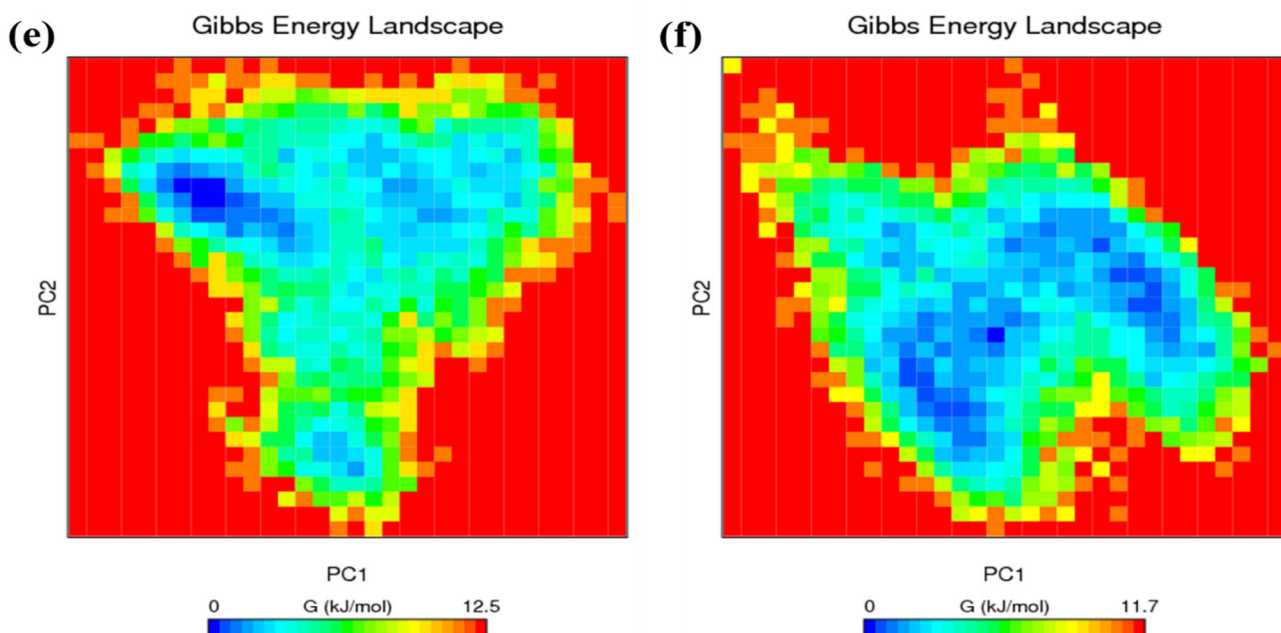 (e)
Gibbs Energy Landscape
PC2
PC1
0 G (kJ/mol) 12.5
(f)
Gibbs Energy Landscape
PC2
PC1
0 G (kJ/mol) 11.7